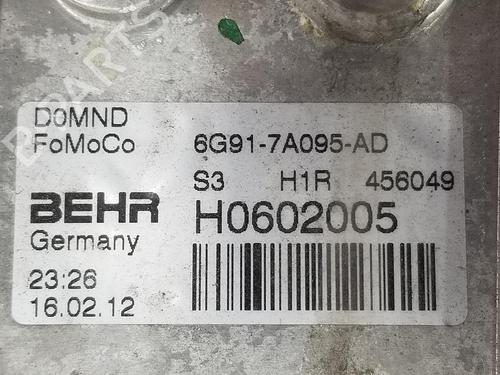 D0MND
FoMoCo 6G91-7A095-AD
S3 H1R 456049
BEHR H0602005
Germany
23:26
16.02.12